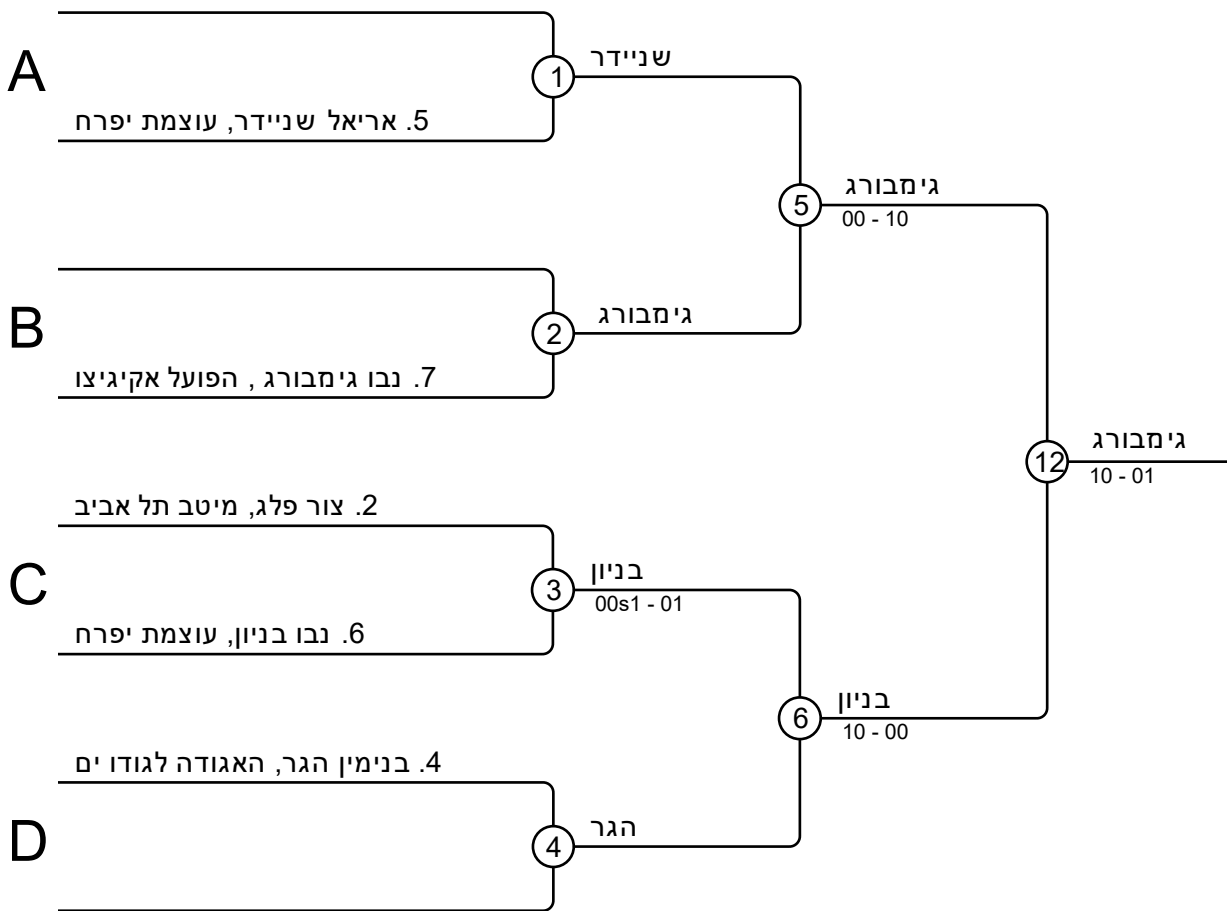 A
1
שניידר
5. אריאל שניידר, עוצמת יפרח
5
גימבורג
00 - 10
B
2
גימבורג
7. נבו גימבורג , הפועל אקיגיצו
12
גימבורג
10 - 01
2. צור פלג, מיטב תל אביב
C
3
בניון
00s1 - 01
6. נבו בניון, עוצמת יפרח
6
בניון
10 - 00
4. בנימין הגר, האגודה לגודו ים
D
4
הגר